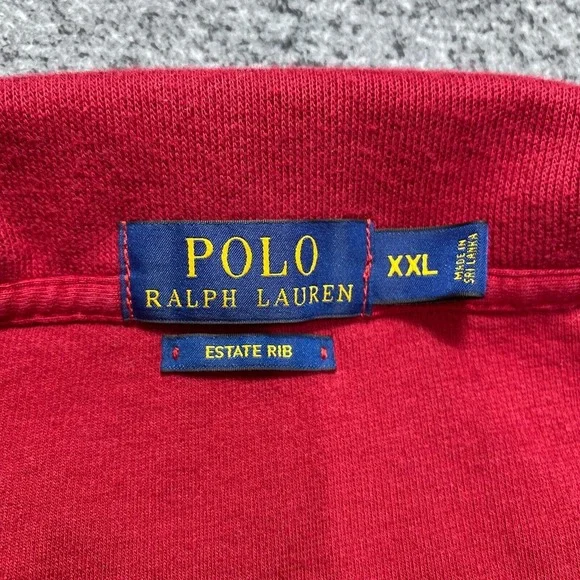 POLO
RALPH LAUREN
XXL
MADE IN
SRI LANKA
ESTATE RIB